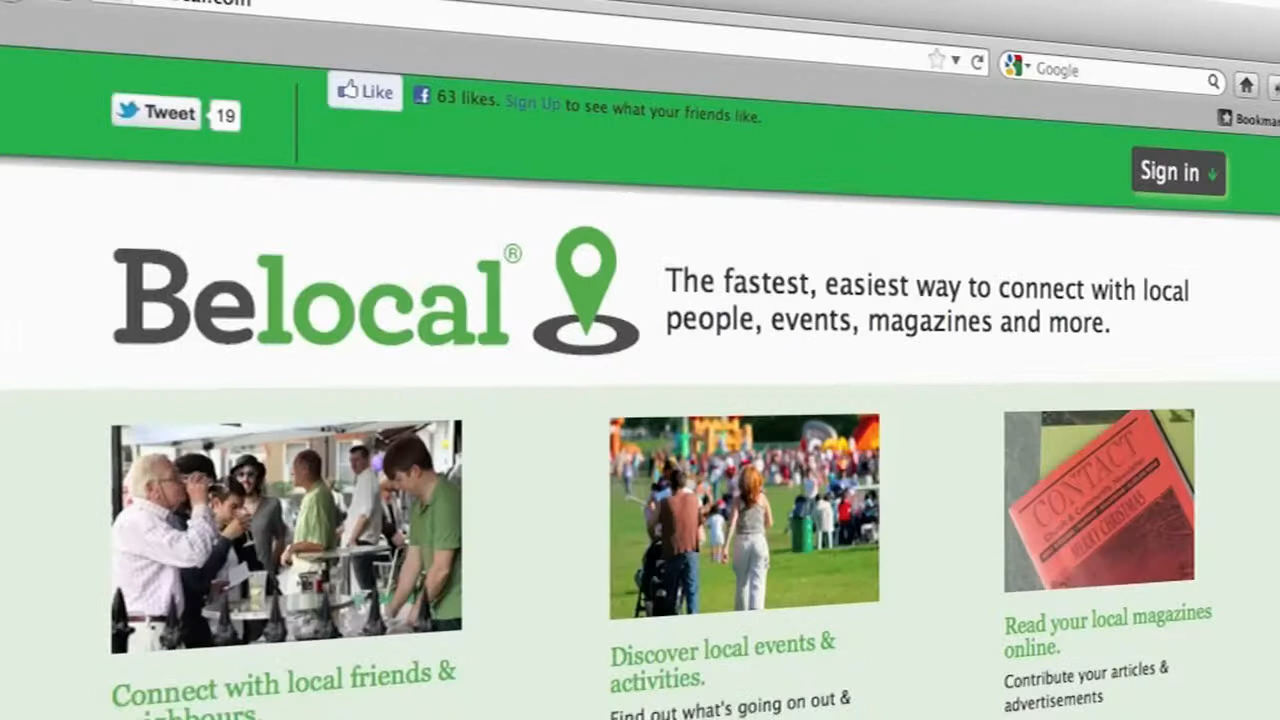 Google
Bookmar
Tweet 19
Like 63 likes. Sign Up to see what your friends like.
Sign in
Belocal®
The fastest, easiest way to connect with local
people, events, magazines and more.
CONTACT
MERRY CHRISTMAS
Connect with local friends &
neighbours.
Discover local events &
activities.
Find out what's going on out &
Read your local magazines
online.
Contribute your articles &
advertisements